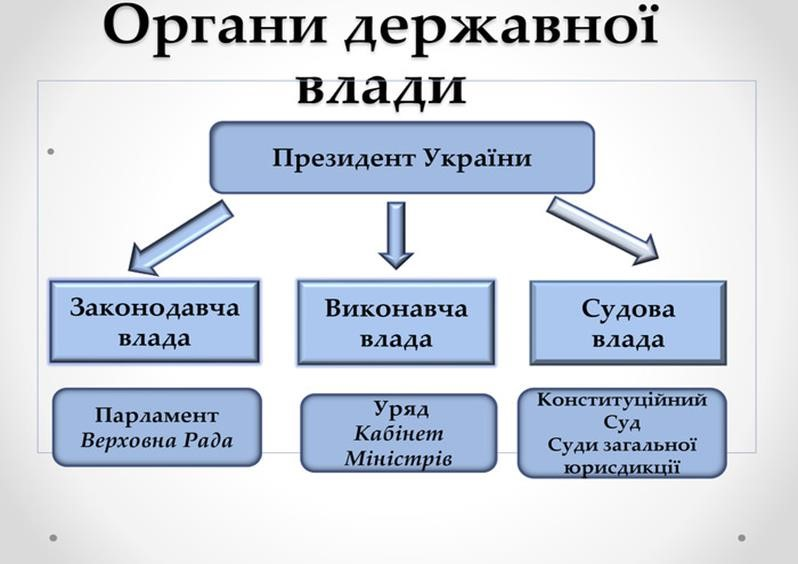 Органи державної
влади
Президент України
Законодавча
влада
Виконавча
влада
Судова
влада
Парламент
Верховна Рада
Уряд
Кабінет
Міністрів
Конституційний
Суд
Суди загальної
юрисдикції